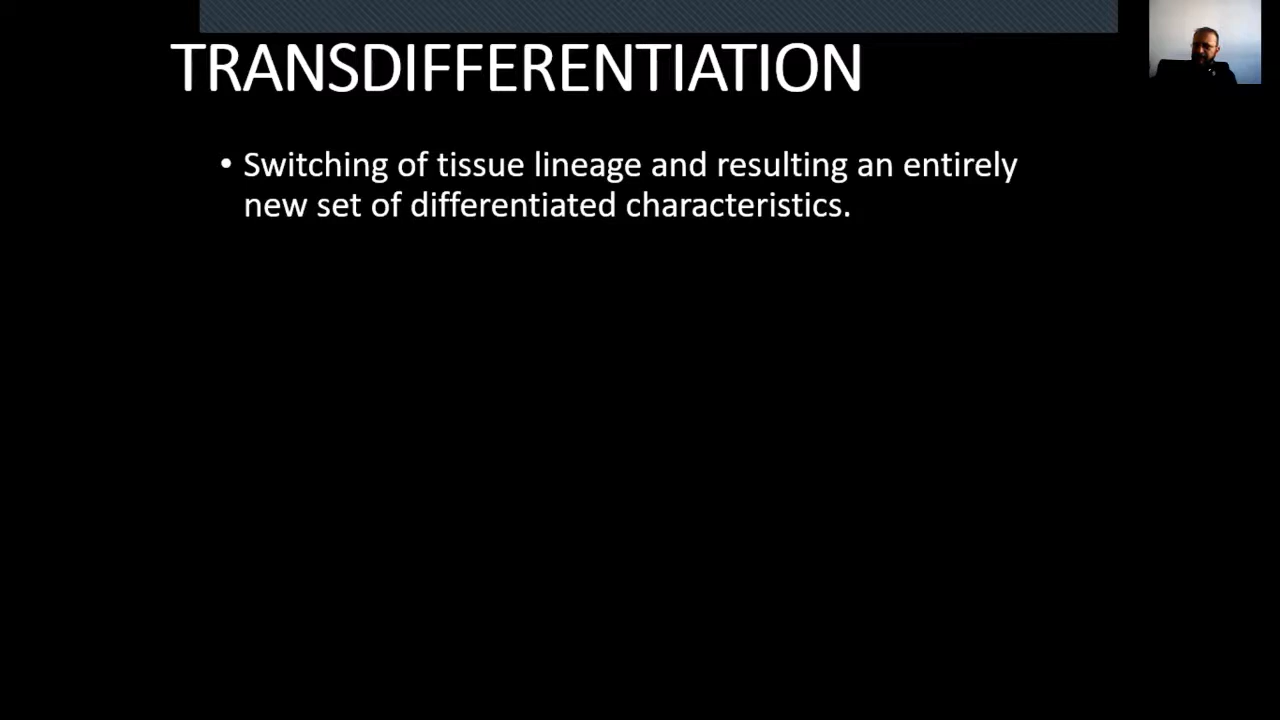 TRANSDIFFERENTIATION
• Switching of tissue lineage and resulting an entirely
new set of differentiated characteristics.